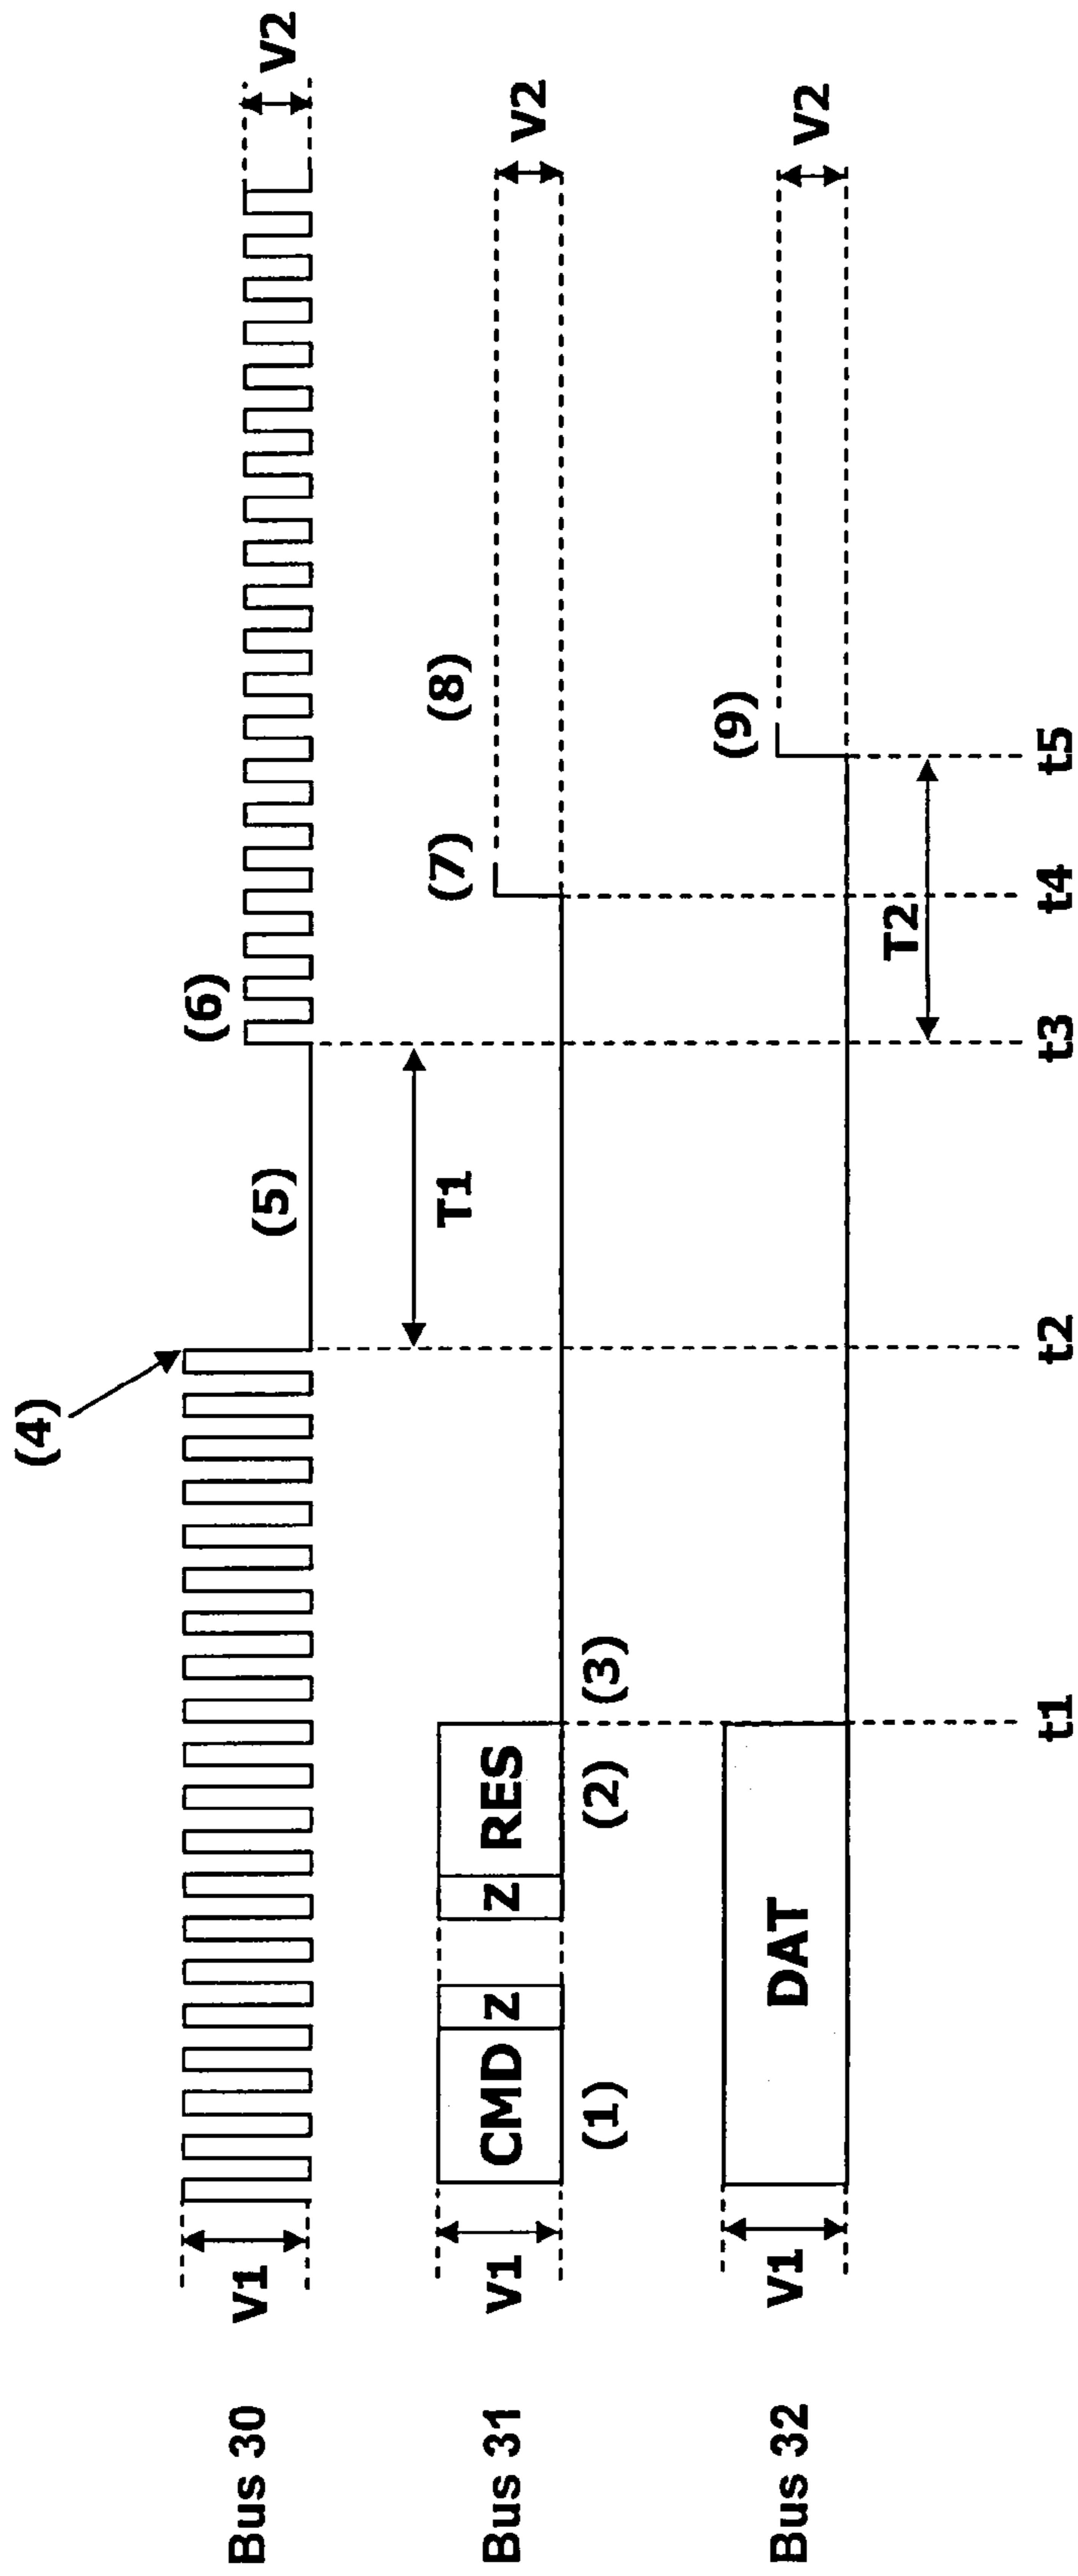 (4)
(5)
(6)
Bus 30
V1
V2
T1
(7)
(8)
Bus 31
V1
CMD
Z
Z
RES
V2
(1)
(2)
(3)
(9)
Bus 32
V1
DAT
V2
T2
t1
t2
t3
t4
t5